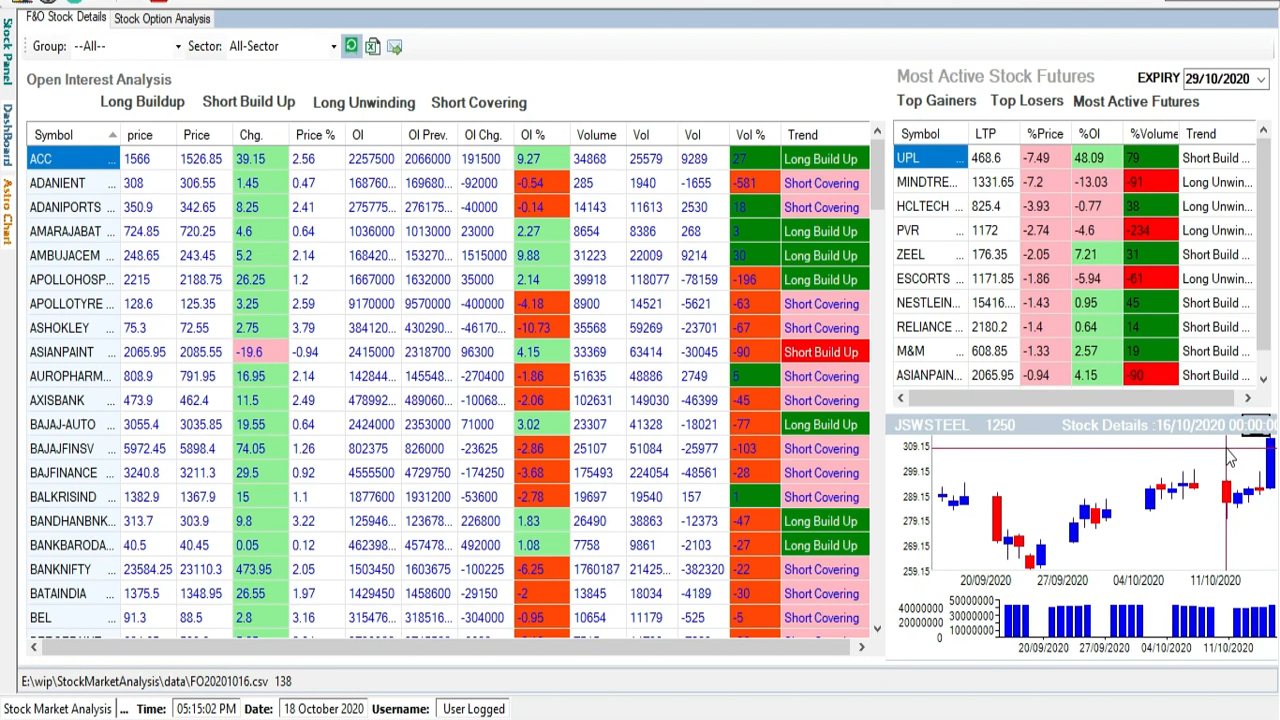 F&O Stock Details Stock Option Analysis
Stock Panel
DashBoard
Astro Chart
Group: --All-- Sector: All-Sector
Open Interest Analysis
Long Buildup Short Build Up Long Unwinding Short Covering
Symbol price Price Chg. Price % OI OI Prev. OI Chg. OI % Volume Vol Vol Vol % Trend
ACC ... 1566 1526.85 39.15 2.56 2257500 2066000 191500 9.27 34868 25579 9289 27 Long Build Up
ADANIENT ... 308 306.55 1.45 0.47 168760... 169680... -92000 -0.54 285 1940 -1655 -581 Short Covering
ADANIPORTS ... 350.9 342.65 8.25 2.41 275775... 276175... -40000 -0.14 14143 11613 2530 18 Short Covering
AMARAJABAT ... 724.85 720.25 4.6 0.64 1036000 1013000 23000 2.27 8654 8386 268 3 Long Build Up
AMBUJACEM ... 248.65 243.45 5.2 2.14 168420... 153270... 1515000 9.88 31223 22009 9214 30 Long Build Up
APOLLOHOSP... 2215 2188.75 26.25 1.2 1667000 1632000 35000 2.14 39918 118077 -78159 -196 Long Build Up
APOLLOTYRE ... 128.6 125.35 3.25 2.59 9170000 9570000 -400000 -4.18 8900 14521 -5621 -63 Short Covering
ASHOKLEY ... 75.3 72.55 2.75 3.79 384120... 430290... -46170... -10.73 35568 59269 -23701 -67 Short Covering
ASIANPAINT ... 2065.95 2085.55 -19.6 -0.94 2415000 2318700 96300 4.15 33369 63414 -30045 -90 Short Build Up
AUROPHARM... 808.9 791.95 16.95 2.14 142844... 145548... -270400 -1.86 51635 48886 2749 5 Short Covering
AXISBANK ... 473.9 462.4 11.5 2.49 478992... 489060... -10068... -2.06 102631 149030 -46399 -45 Short Covering
BAJAJ-AUTO ... 3055.4 3035.85 19.55 0.64 2424000 2353000 71000 3.02 23307 41328 -18021 -77 Long Build Up
BAJAJFINSV ... 5972.45 5898.4 74.05 1.26 802375 826000 -23625 -2.86 25107 51084 -25977 -103 Short Covering
BAJFINANCE ... 3240.8 3211.3 29.5 0.92 4555500 4729750 -174250 -3.68 175493 224054 -48561 -28 Short Covering
BALKRISIND ... 1382.9 1367.9 15 1.1 1877600 1931200 -53600 -2.78 19697 19540 157 1 Short Covering
BANDHANBNK... 313.7 303.9 9.8 3.22 125946... 123678... 226800 1.83 26490 38863 -12373 -47 Long Build Up
BANKBARODA... 40.5 40.45 0.05 0.12 462398... 457478... 492000 1.08 7758 9861 -2103 -27 Long Build Up
BANKNIFTY ... 23584.25 23110.3 473.95 2.05 1503450 1603675 -100225 -6.25 1760187 21425... -382320 -22 Short Covering
BATAINDIA ... 1375.5 1348.95 26.55 1.97 1429450 1458600 -29150 -2 13845 18034 -4189 -30 Short Covering
BEL ... 91.3 88.5 2.8 3.16 315476... 318516... -304000 -0.95 10654 11179 -525 -5 Short Covering
Most Active Stock Futures EXPIRY 29/10/2020
Top Gainers Top Losers Most Active Futures
Symbol LTP %Price %OI %Volume Trend
UPL ... 468.6 -7.49 48.09 79 Short Build ...
MINDTRE... 1331.65 -7.2 -13.03 -91 Long Unwin...
HCLTECH ... 825.4 -3.93 -0.77 38 Long Unwin...
PVR ... 1172 -2.74 -4.6 -234 Long Unwin...
ZEEL ... 176.35 -2.05 7.21 31 Short Build ...
ESCORTS ... 1171.85 -1.86 -5.94 -61 Long Unwin...
NESTLEIN... 15416.... -1.43 0.95 45 Short Build ...
RELIANCE ... 2180.2 -1.4 0.64 14 Short Build ...
M&M ... 608.85 -1.33 2.57 19 Short Build ...
ASIANPAIN... 2065.95 -0.94 4.15 -90 Short Build ...
JSWSTEEL 1250 Stock Details :16/10/2020 00:00:00
309.15
299.15
289.15
279.15
269.15
259.15
20/09/2020 27/09/2020 04/10/2020 11/10/2020
50000000
40000000
30000000
20000000
10000000
0
20/09/2020 27/09/2020 04/10/2020 11/10/2020
E:\wip\StockMarketAnalysis\data\FO20201016.csv 138
Stock Market Analysis ... Time: 05:15:02 PM Date: 18 October 2020 Username: User Logged